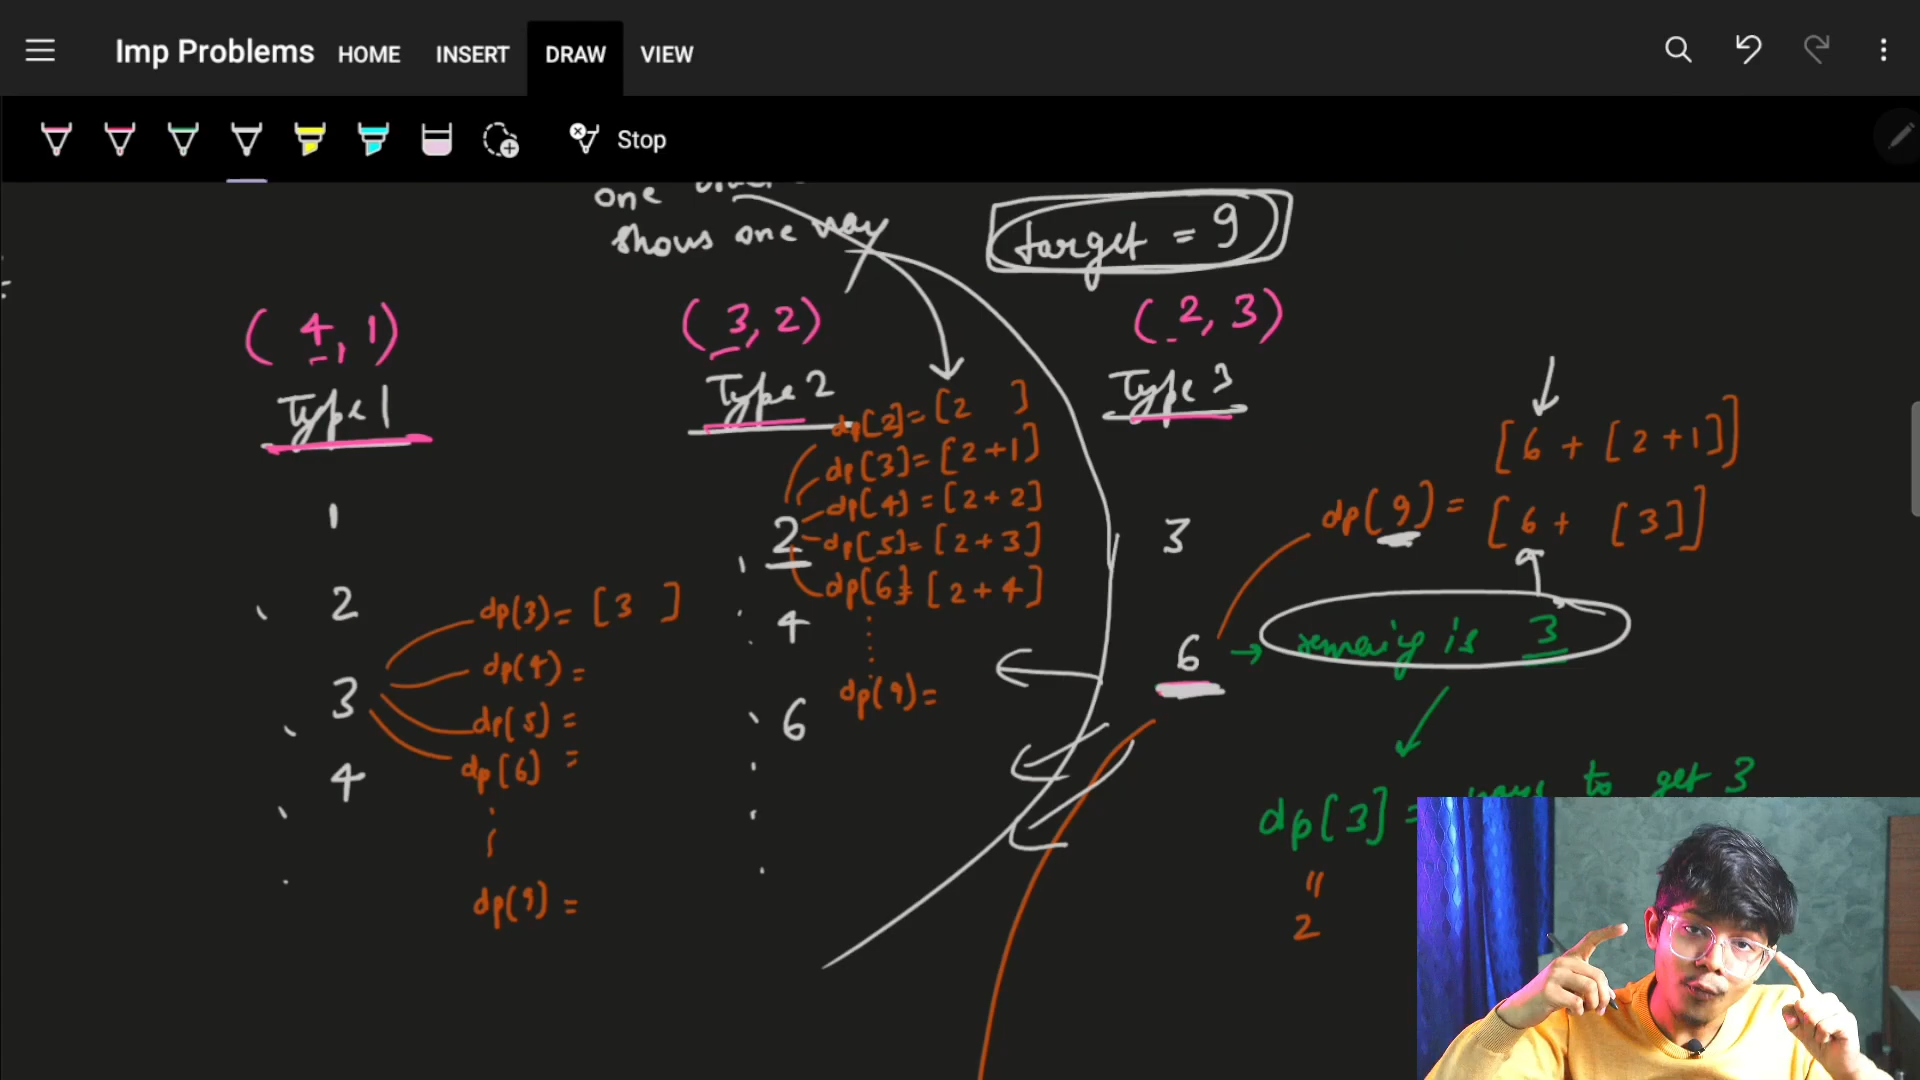 Imp Problems HOME INSERT DRAW VIEW
Stop
one
shows one way
target = 9
(4, 1)
Type 1
1
2
3
4
dp(3) = [3 ]
dp(4) =
dp(5) =
dp(6) =
dp(9) =
(3, 2)
Type 2
2
4
6
dp[2] = [2 ]
dp[3] = [2+1]
dp(4) = [2+2]
dp[5] = [2+3]
dp[6] = [2+4]
dp(9) =
(2, 3)
Type 3
3
6
[6 + [2+1]]
dp(9) = [6 + [3]]
→ is 3
dp[3] = ways to get 3
"
2